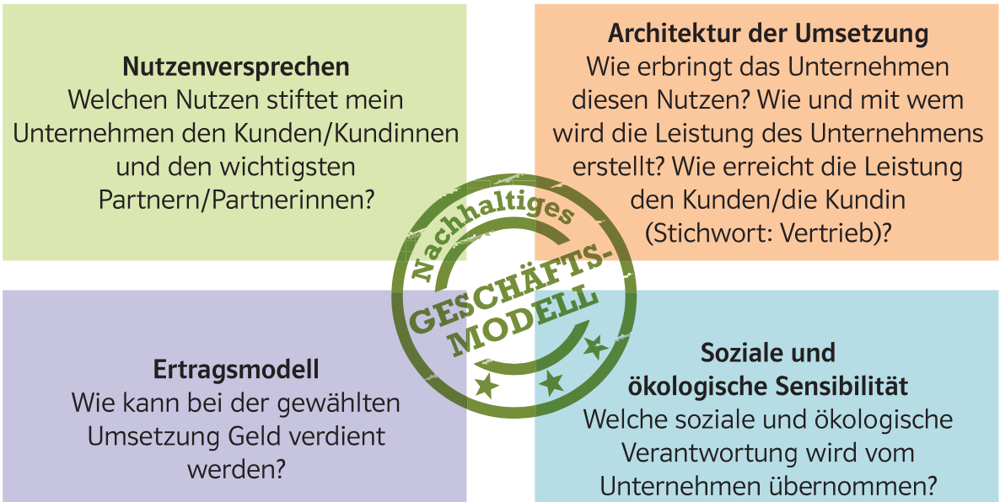 Nutzenversprechen
Welchen Nutzen stiftet mein
Unternehmen den Kunden/Kundinnen
und den wichtigsten
Partnern/Partnerinnen?
Architektur der Umsetzung
Wie erbringt das Unternehmen
diesen Nutzen? Wie und mit wem
wird die Leistung des Unternehmens
erstellt? Wie erreicht die Leistung
den Kunden/die Kundin
(Stichwort: Vertrieb)?
Nachhaltiges
GESCHÄFTS-
MODELL
Ertragsmodell
Wie kann bei der gewählten
Umsetzung Geld verdient
werden?
Soziale und
ökologische Sensibilität
Welche soziale und ökologische
Verantwortung wird vom
Unternehmen übernommen?